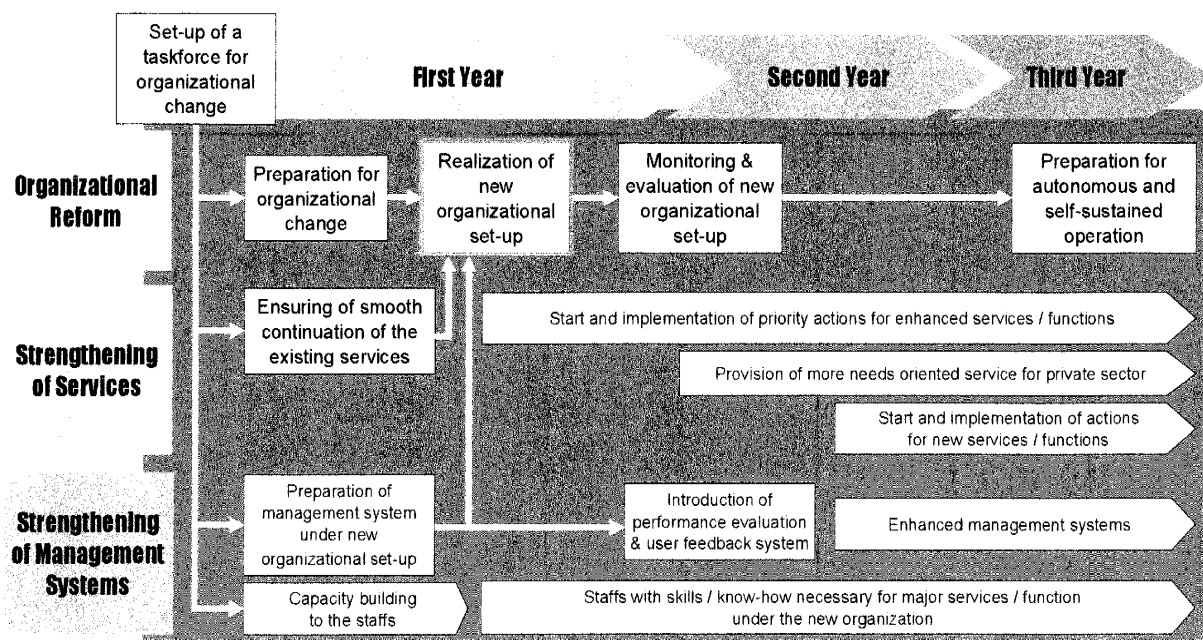 Set-up of a
taskforce for
organizational
change
First Year
Second Year
Third Year
Organizational
Reform
Preparation for
organizational
change
Realization of
new
organizational
set-up
Monitoring &
evaluation of new
organizational
set-up
Preparation for
autonomous and
self-sustained
operation
Strengthening
of Services
Ensuring of smooth
continuation of the
existing services
Start and implementation of priority actions for enhanced services / functions
Provision of more needs oriented service for private sector
Start and implementation of actions
for new services / functions
Strengthening
of Management
Systems
Preparation of
management system
under new
organizational set-up
Introduction of
performance evaluation
& user feedback system
Enhanced management systems
Capacity building
to the staffs
Staffs with skills / know-how necessary for major services / function
under the new organization